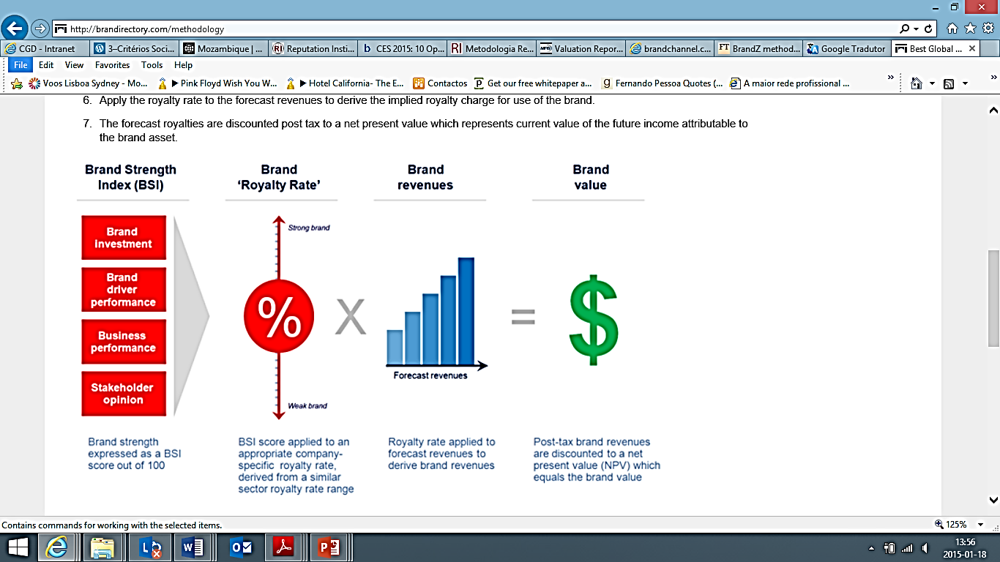 http://brandirectory.com/methodology
CGD - Intranet
3–Critérios Soci...
Mozambique | ...
Reputation Insti...
CES 2015: 10 Op...
Metodologia Re...
Valuation Repor...
brandchannel.c...
BrandZ method...
Google Tradutor
Best Global ...
File Edit View Favorites Tools Help
Voos Lisboa Sydney - Mo...
Pink Floyd Wish You W...
Hotel California- The E...
Contactos
Get our free whitepaper a...
Fernando Pessoa Quotes (...
A maior rede profissional ...
6. Apply the royalty rate to the forecast revenues to derive the implied royalty charge for use of the brand.
7. The forecast royalties are discounted post tax to a net present value which represents current value of the future income attributable to
the brand asset.
Brand Strength
Index (BSI)
Brand
‘Royalty Rate’
Brand
revenues
Brand
value
Brand
investment
Brand
driver
performance
Business
performance
Stakeholder
opinion
Strong brand
%
Weak brand
X
Forecast revenues
=
$
Brand strength
expressed as a BSI
score out of 100
BSI score applied to an
appropriate company-
specific royalty rate,
derived from a similar
sector royalty rate range
Royalty rate applied to
forecast revenues to
derive brand revenues
Post-tax brand revenues
are discounted to a net
present value (NPV) which
equals the brand value
Contains commands for working with the selected items.
125%
13:56
2015-01-18